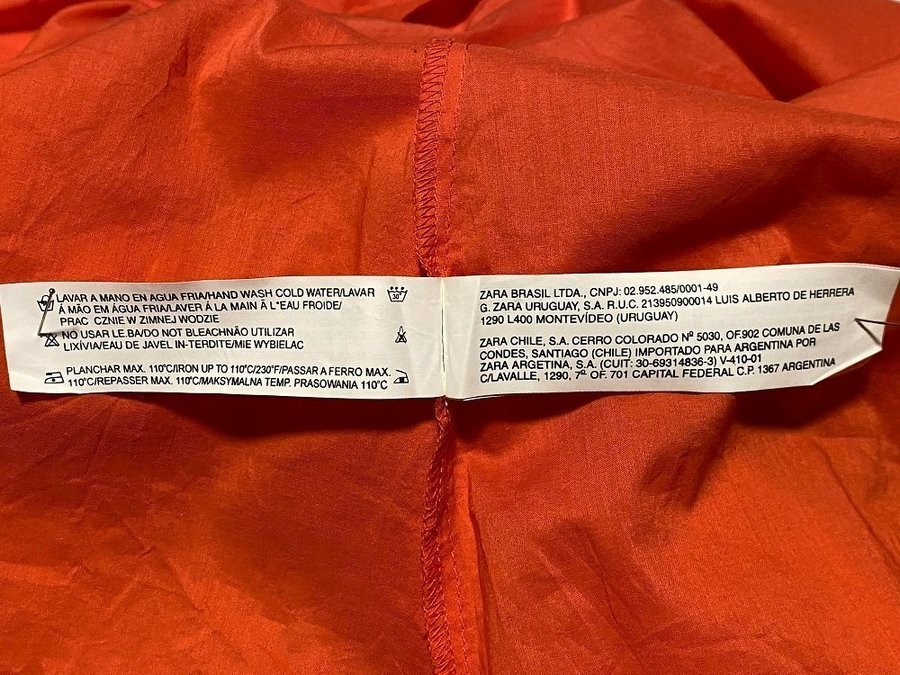 LAVAR A MANO EN AGUA FRIA/HAND WASH COLD WATER/LAVAR
Á MÃO EM ÁGUA FRIA/LAVER À LA MAIN Â L"EAU FROIDE/
PRAC CZNIE W ZIMNEJ WODZIE
NO USAR LEJIBA/DO NOT BLEACHNÃO UTILIZAR
LIXÍVIA/EAU DE JAVEL IN-TERDITE/MIE WYBIELAC
PLANCHAR MAX. 110°C/IRON UP TO 110°C/230°F/PASSAR A FERRO MAX.
110°C/REPASSER MAX. 110°C/MAKSYMALNA TEMP. PRASOWANIA 110°C
30°
ZARA BRASIL LTDA., CNPJ: 02.952.485/0001-49
G. ZARA URUGUAY, S.A. R.U.C. 213950900014 LUIS ALBERTO DE HERRERA
1290 L400 MONTEVÍDEO (URUGUAY)
ZARA CHILE, S.A. CERRO COLORADO Nº 5030, OF.902 COMUNA DE LAS
CONDES, SANTIAGO (CHILE) IMPORTADO PARA ARGENTINA POR
ZARA ARGETINA, S.A. (CUIT: 30-69314836-3) V-410-01
C/LAVALLE, 1290, 7º OF. 701 CAPITAL FEDERAL C.P. 1367 ARGENTINA